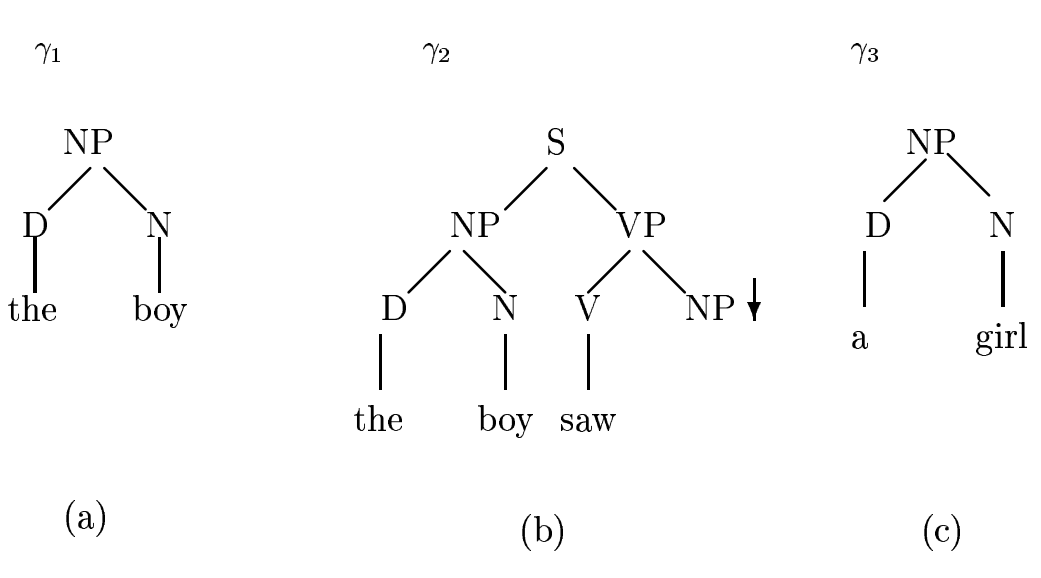 γ1 γ2 γ3
NP S NP
D N NP VP D N
the boy D N V NP ↓ a girl
the boy saw
(a) (b) (c)